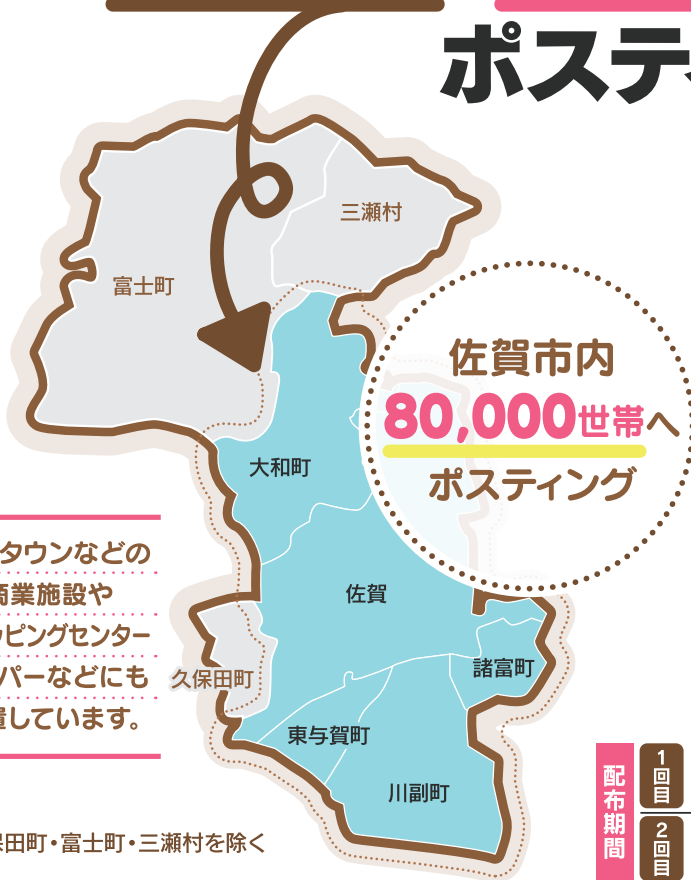 ポステ
三瀬村
富士町
佐賀市内
80,000世帯へ
ポスティング
大和町
タウンなどの
商業施設や
ッピングセンター
パーなどにも
置しています。
佐賀
久保田町
諸富町
東与賀町
川副町
配布期間
1回目
2回目
保田町・富士町・三瀬村を除く